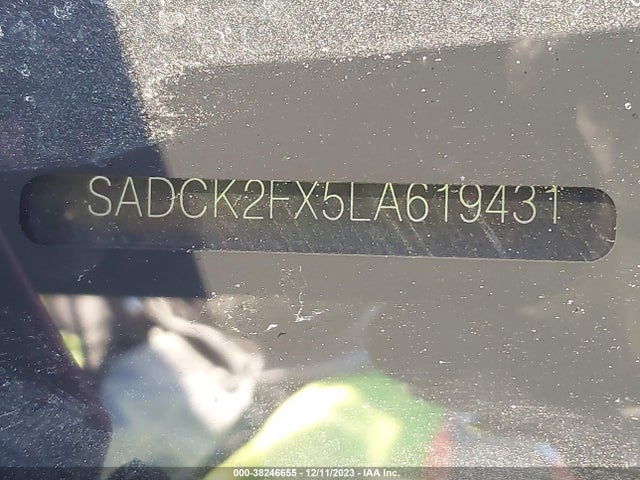 SADCK2FX5LA619431
000-38246655 - 12/11/2023 - IAA Inc.